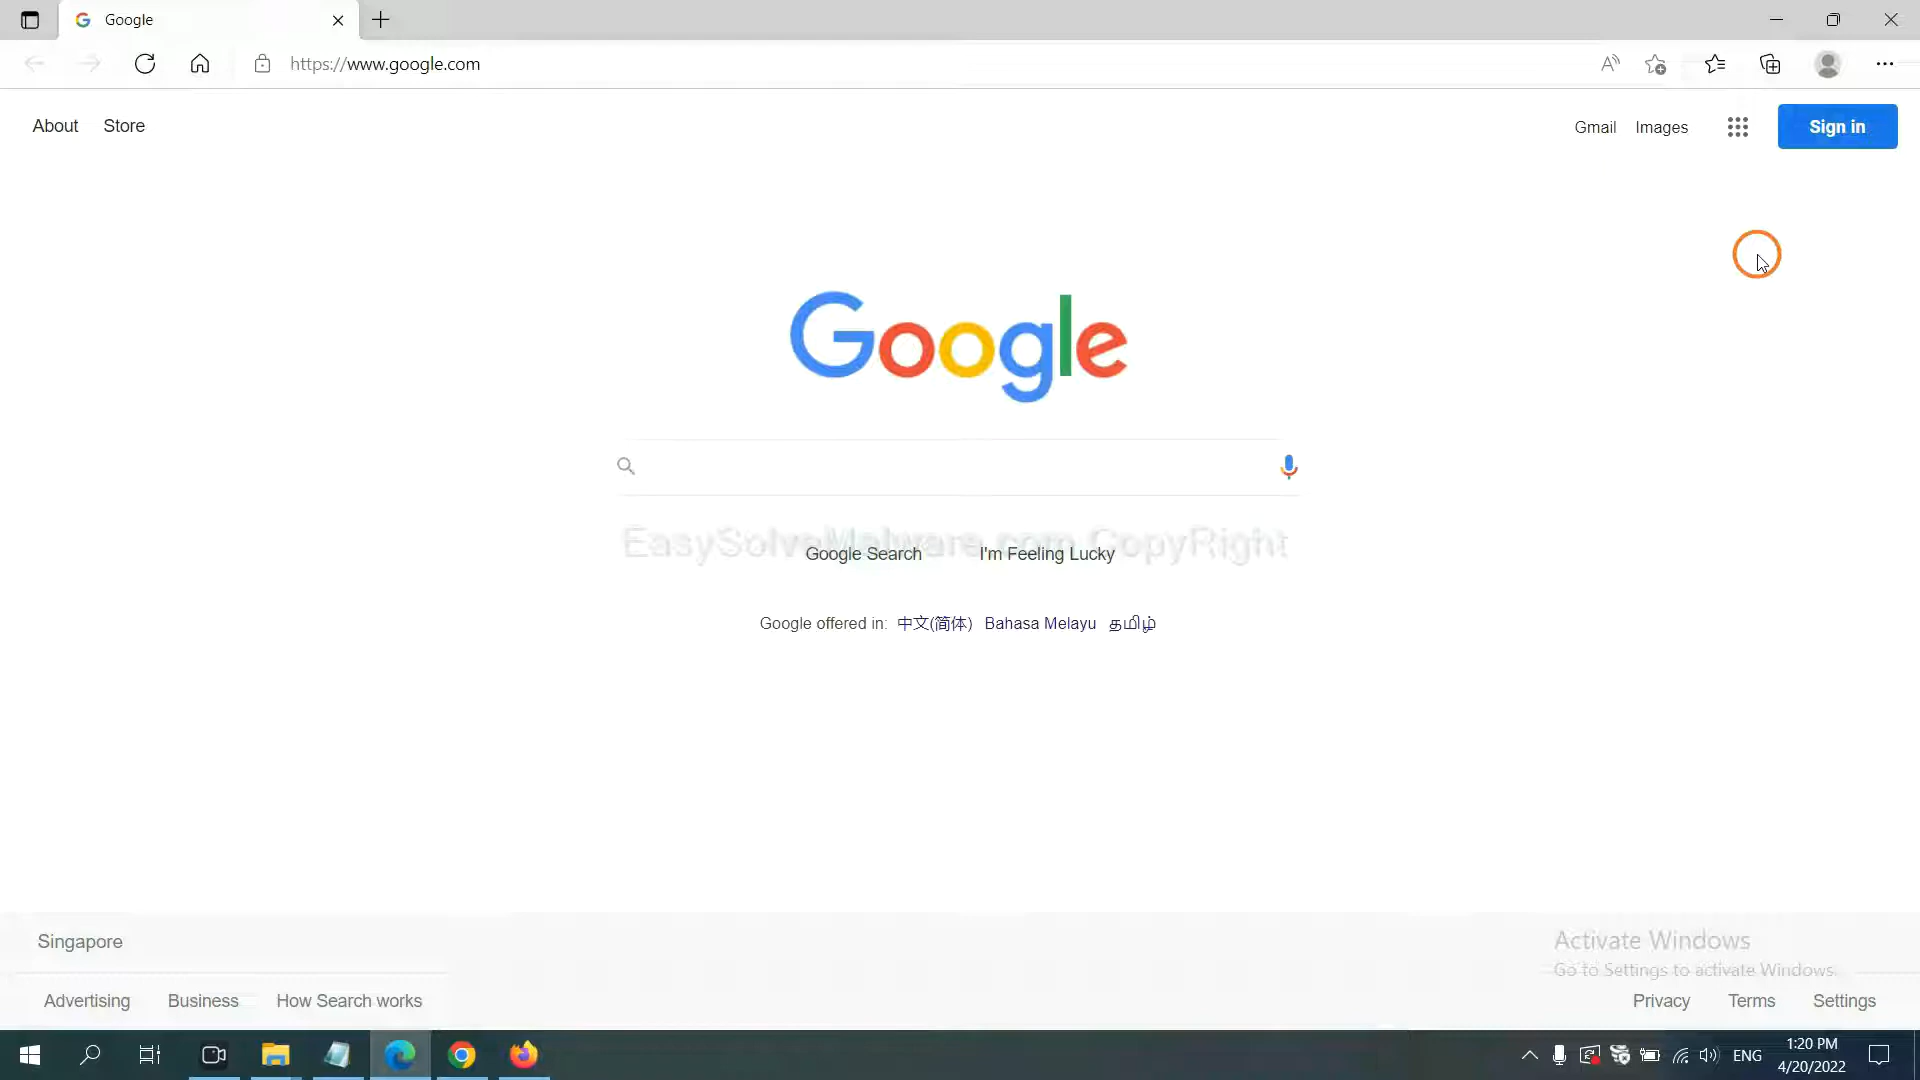 Google
https://www.google.com
About Store
Gmail Images Sign in
Google
EasySolveMalware.com CopyRight
Google Search I'm Feeling Lucky
Google offered in: 中文(简体) Bahasa Melayu தமிழ்
Singapore
Activate Windows
Go to Settings to activate Windows.
Advertising Business How Search works
Privacy Terms Settings
ENG
1:20 PM
4/20/2022